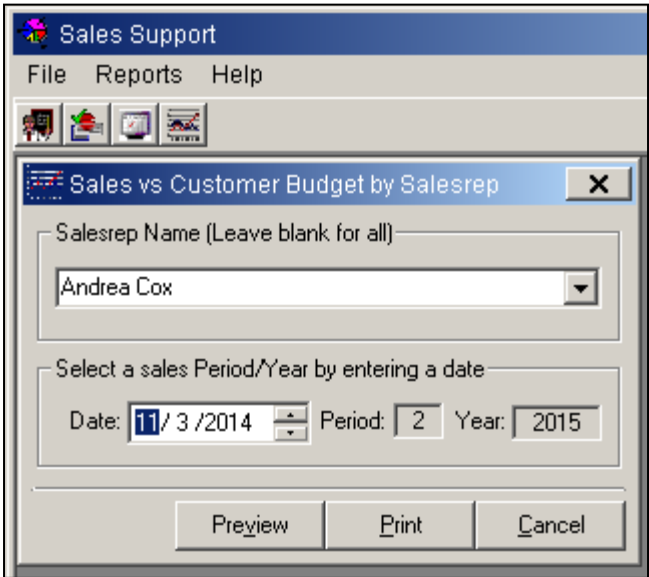 Sales Support
File Reports Help
Sales vs Customer Budget by Salesrep
Salesrep Name (Leave blank for all)
Andrea Cox
Select a sales Period/Year by entering a date
Date: 11/ 3 /2014 Period: 2 Year: 2015
Preview Print Cancel